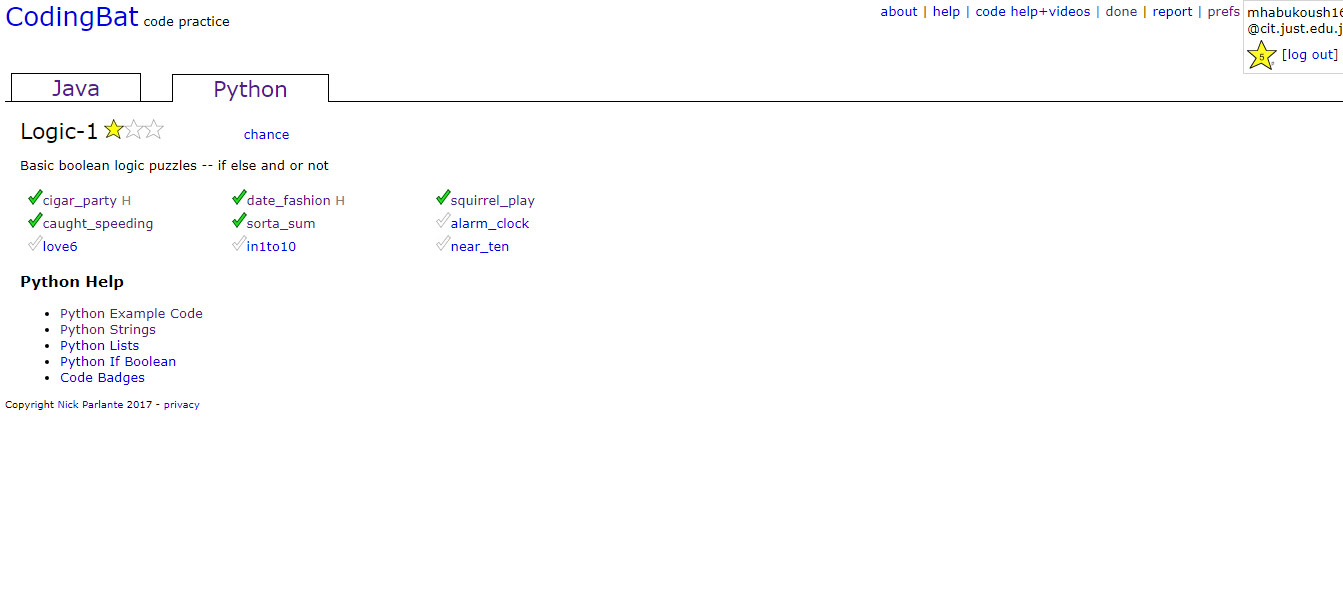 CodingBat code practice
about | help | code help+videos | done | report | prefs
mhabukoush16
@cit.just.edu.j
5 [log out]
Java
Python
Logic-1
chance
Basic boolean logic puzzles -- if else and or not
cigar_party H date_fashion H squirrel_play
caught_speeding sorta_sum alarm_clock
love6 in1to10 near_ten
Python Help
• Python Example Code
• Python Strings
• Python Lists
• Python If Boolean
• Code Badges
Copyright Nick Parlante 2017 - privacy